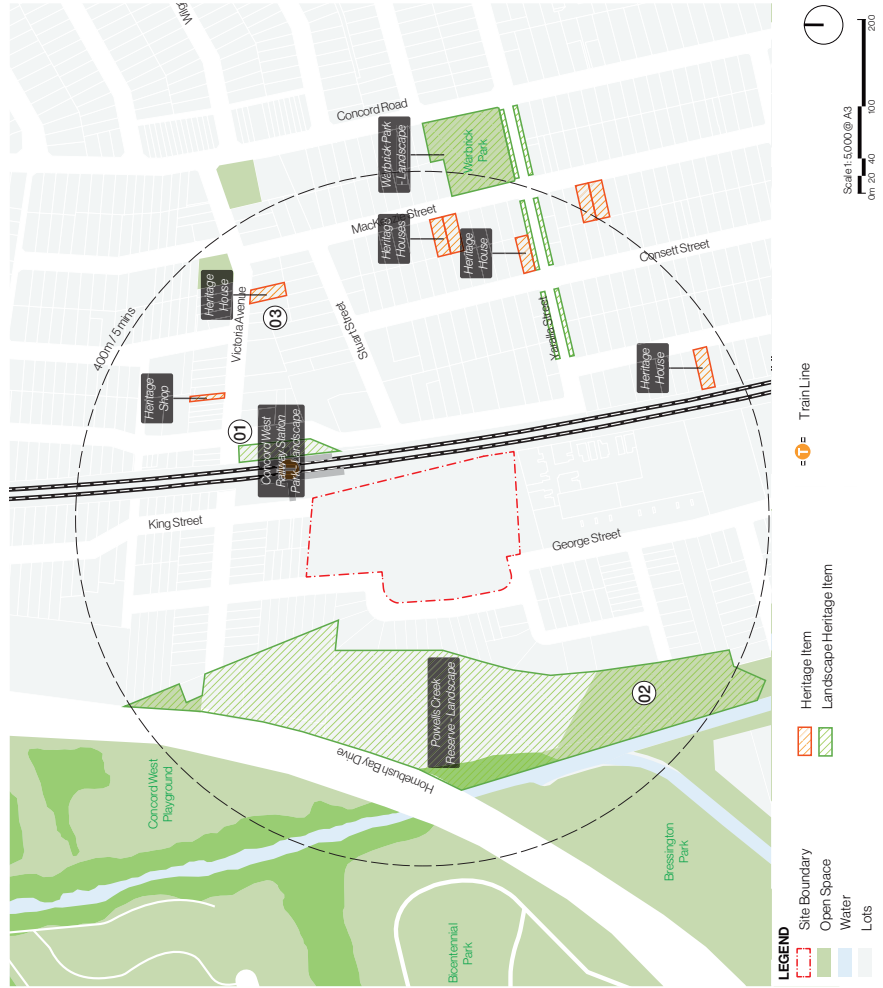 Wilga
Concord Road
Warbrick Park
- Landscape
Warbrick
Park
Street
Heritage
Houses
Heritage
House
Consett Street
400m / 5 mins
Heritage
House
Victoria Avenue
03
Stuart Street
Yaralla Street
Heritage
Shop
Heritage
House
01
Concord West
Railway Station
Park - Landscape
T
King Street
George Street
Powells Creek
Reserve - Landscape
02
Homebush Bay Drive
Concord West
Playground
Bressington
Park
Bicentennial
Park
LEGEND
Site Boundary
Open Space
Water
Lots
Heritage Item
Landscape Heritage Item
=T= Train Line
Scale 1: 5,000 @ A3
0m 20 40 100 200